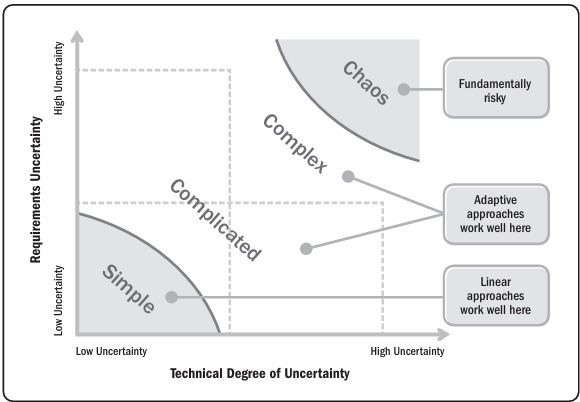 High Uncertainty
Requirements Uncertainty
Low Uncertainty
Chaos
Complex
Complicated
Simple
Fundamentally
risky
Adaptive
approaches
work well here
Linear
approaches
work well here
Low Uncertainty
High Uncertainty
Technical Degree of Uncertainty